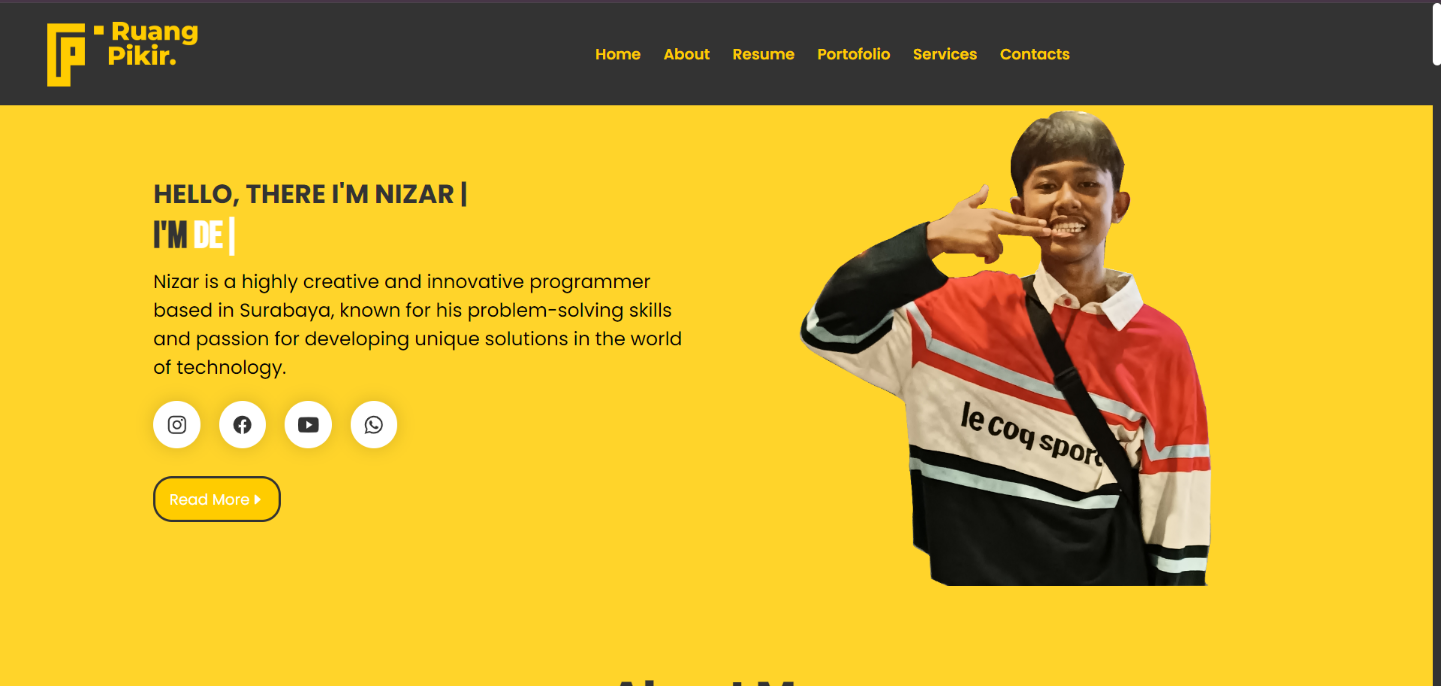 Ruang
Pikir.
Home About Resume Portofolio Services Contacts
HELLO, THERE I'M NIZAR |
I'M DE |
Nizar is a highly creative and innovative programmer
based in Surabaya, known for his problem-solving skills
and passion for developing unique solutions in the world
of technology.
Read More
le coq sport